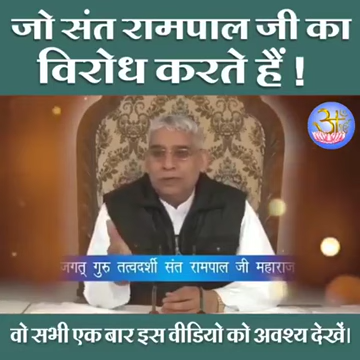 जो संत रामपाल जी का
विरोध करते हैं !
जगत् गुरु तत्वदर्शी संत रामपाल जी महाराज
वो सभी एक बार इस वीडियो को अवश्य देखें।